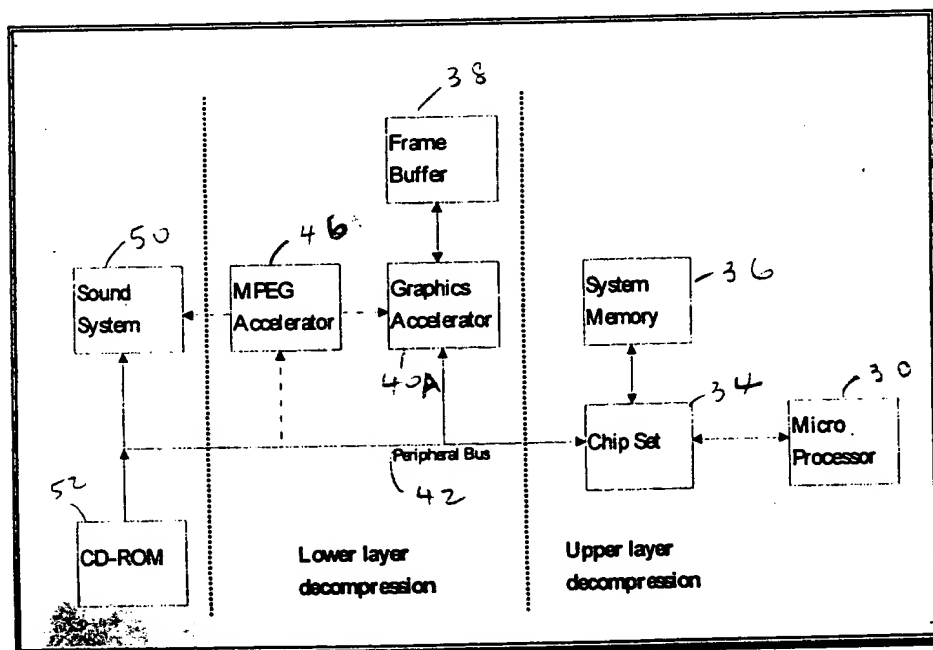 38
Frame
Buffer
50
Sound
System
46
MPEG
Accelerator
Graphics
Accelerator
40A
System
Memory
36
34
Chip Set
30
Micro
Processor
Peripheral Bus
42
52
CD-ROM
Lower layer
decompression
Upper layer
decompression